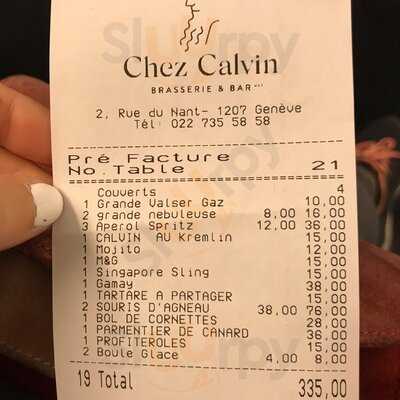 Chez Calvin
BRASSERIE & BAR
2, Rue du Nant- 1207 Genève
Tél: 022 735 58 58
Pré Facture
No.Table 21
Couverts 4
1 Grande Valser Gaz 10,00
2 grande nebuleuse 8,00 16,00
3 Aperol Spritz 12,00 36,00
1 CALVIN AU Kremlin 15,00
1 Mojito 12,00
1 M&G 15,00
1 Singapore Sling 15,00
1 Gamay 38,00
1 TARTARE A PARTAGER 15,00
2 SOURIS D'AGNEAU 38,00 76,00
1 BOL DE CORNETTES 28,00
1 PARMENTIER DE CANARD 36,00
1 PROFITEROLES 15,00
2 Boule Glace 4,00 8,00
19 Total 335,00